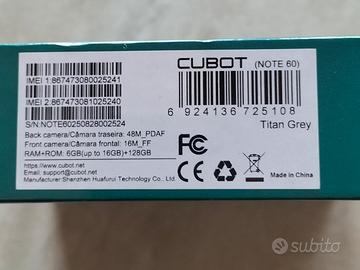 CUBOT (NOTE 60)
IMEI 1:867473080025241
IMEI 2:867473081025240
S/N:NOTE60250828002524
6 924136 725108
Titan Grey
Back camera/Câmara traseira: 48M_PDAF
Front camera/Câmara frontal: 16M_FF
RAM+ROM: 6GB(up to 16GB)+128GB
https://www.cubot.net
Email: support@cubot.net
Manufacturer Shenzhen Huafurui Technology Co., Ltd.
FC
CE
Made in China
subito